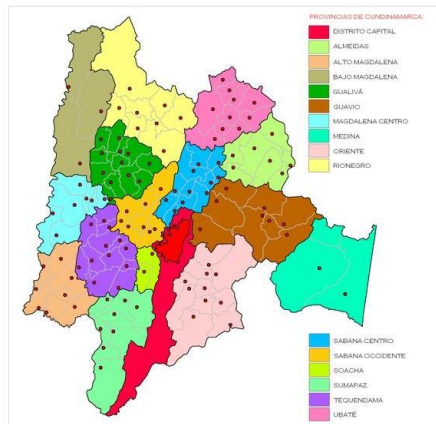 PROVINCIAS DE CUNDINAMARCA:
DISTRITO CAPITAL
ALMEIDAS
ALTO MAGDALENA
BAJO MAGDALENA
GUALIVÁ
GUAVIO
MAGDALENA CENTRO
MEDINA
ORIENTE
RIONEGRO
SABANA CENTRO
SABANA OCCIDENTE
SOACHA
SUMAPAZ
TEQUENDAMA
UBATÉ